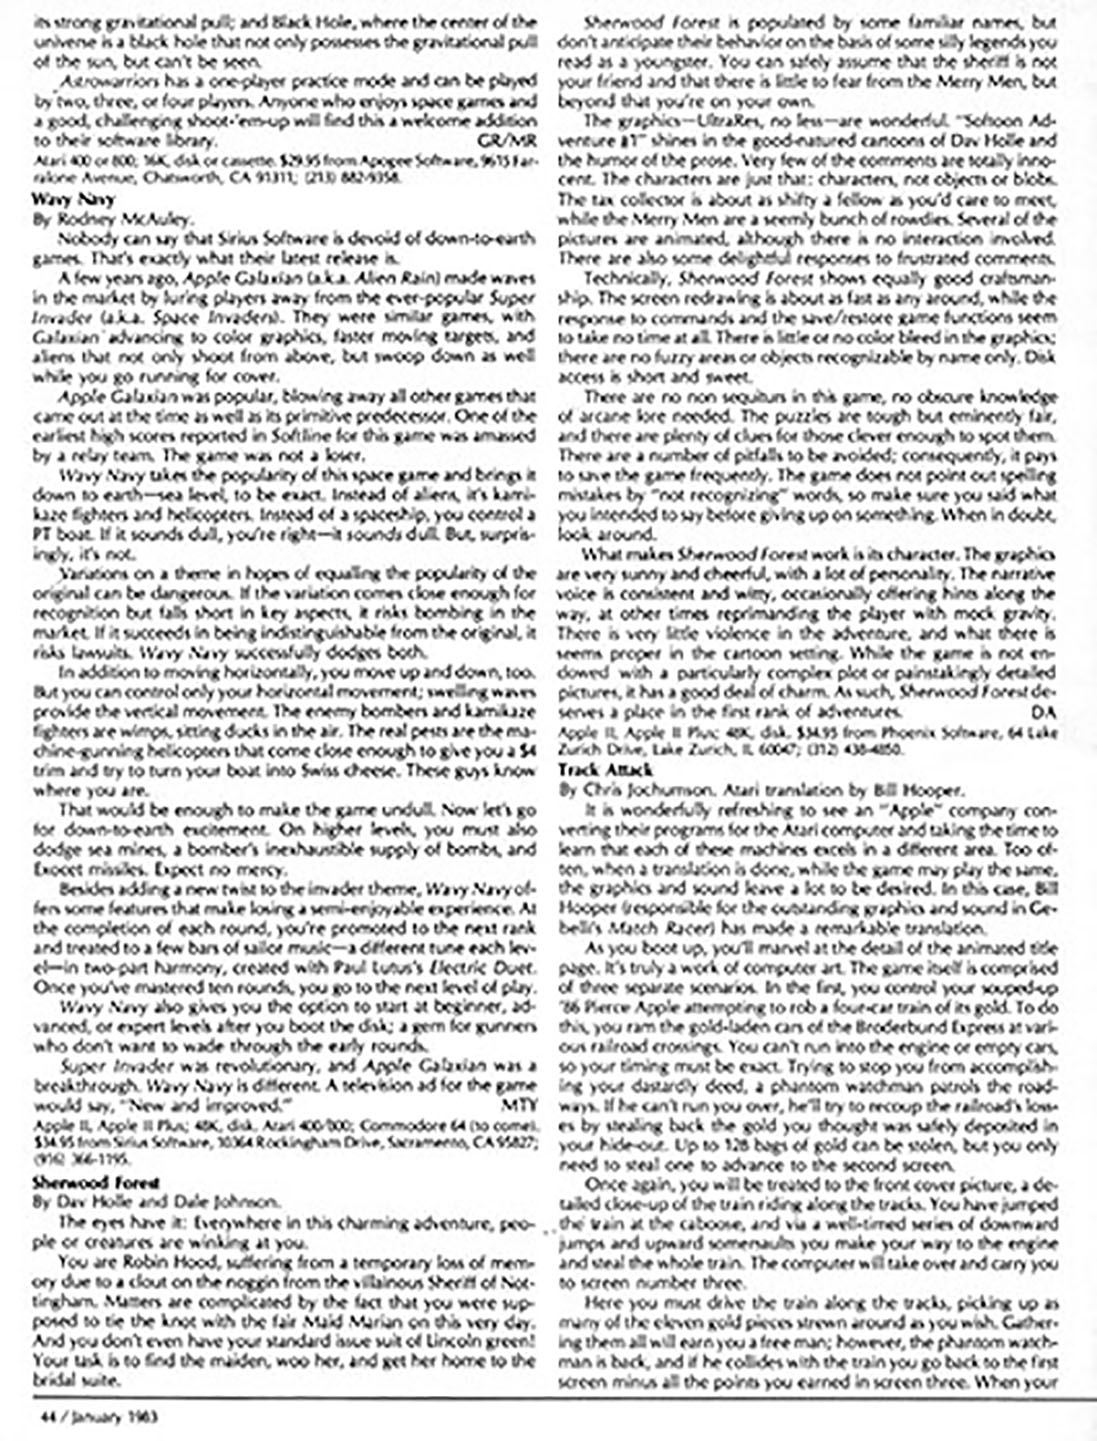 its strong gravitational pull; and Black Hole, where the center of the
universe is a black hole that not only possesses the gravitational pull
of the sun, but can't be seen.
Astrowarriors has a one-player practice mode and can be played
by two, three, or four players. Anyone who enjoys space games and
a good, challenging shoot-'em-up will find this a welcome addition
to their software library. GR/MR
Atari 400 or 800; 16K, disk or cassette. $29.95 from Apogee Software, 9615 Far-
ralone Avenue, Chatsworth, CA 91311; (213) 882-9358.
Wavy Navy
By Rodney McAuley.
Nobody can say that Sirius Software is devoid of down-to-earth
games. That's exactly what their latest release is.
A few years ago, Apple Galaxian (a.k.a. Alien Rain) made waves
in the market by luring players away from the ever-popular Super
Invader (a.k.a. Space Invaders). They were similar games, with
Galaxian advancing to color graphics, faster moving targets, and
aliens that not only shoot from above, but swoop down as well
while you go running for cover.
Apple Galaxian was popular, blowing away all other games that
came out at the time as well as its primitive predecessor. One of the
earliest high scores reported in Softline for this game was amassed
by a relay team. The game was not a loser.
Wavy Navy takes the popularity of this space game and brings it
down to earth—sea level, to be exact. Instead of aliens, it's kami-
kaze fighters and helicopters. Instead of a spaceship, you control a
PT boat. If it sounds dull, you're right—it sounds dull. But, surpris-
ingly, it's not.
Variations on a theme in hopes of equalling the popularity of the
original can be dangerous. If the variation comes close enough for
recognition but falls short in key aspects, it risks bombing in the
market. If it succeeds in being indistinguishable from the original, it
risks lawsuits. Wavy Navy successfully dodges both.
In addition to moving horizontally, you move up and down, too.
But you can control only your horizontal movement; swelling waves
provide the vertical movement. The enemy bombers and kamikaze
fighters are wimps, sitting ducks in the air. The real pests are the ma-
chine-gunning helicopters that come close enough to give you a $4
trim and try to turn your boat into Swiss cheese. These guys know
where you are.
That would be enough to make the game undull. Now let's go
for down-to-earth excitement. On higher levels, you must also
dodge sea mines, a bomber's inexhaustible supply of bombs, and
Exocet missiles. Expect no mercy.
Besides adding a new twist to the invader theme, Wavy Navy of-
fers some features that make losing a semi-enjoyable experience. At
the completion of each round, you're promoted to the next rank
and treated to a few bars of sailor music—a different tune each lev-
el—in two-part harmony, created with Paul Lutus's Electric Duet.
Once you've mastered ten rounds, you go to the next level of play.
Wavy Navy also gives you the option to start at beginner, ad-
vanced, or expert levels after you boot the disk; a gem for gunners
who don't want to wade through the early rounds.
Super Invader was revolutionary, and Apple Galaxian was a
breakthrough. Wavy Navy is different. A television ad for the game
would say, "New and improved." MTY
Apple II, Apple II Plus; 48K, disk. Atari 400/800; Commodore 64 (to come).
$34.95 from Sirius Software, 10364 Rockingham Drive, Sacramento, CA 95827;
(916) 366-1195.
Sherwood Forest
By Dav Holle and Dale Johnson.
The eyes have it: Everywhere in this charming adventure, peo-
ple or creatures are winking at you.
You are Robin Hood, suffering from a temporary loss of mem-
ory due to a clout on the noggin from the villainous Sheriff of Not-
tingham. Matters are complicated by the fact that you were sup-
posed to tie the knot with the fair Maid Marian on this very day.
And you don't even have your standard issue suit of Lincoln green!
Your task is to find the maiden, woo her, and get her home to the
bridal suite.
Sherwood Forest is populated by some familiar names, but
don't anticipate their behavior on the basis of some silly legends you
read as a youngster. You can safely assume that the sheriff is not
your friend and that there is little to fear from the Merry Men, but
beyond that you're on your own.
The graphics—UltraRes, no less—are wonderful. "Softoon Ad-
venture #1" shines in the good-natured cartoons of Dav Holle and
the humor of the prose. Very few of the comments are totally inno-
cent. The characters are just that: characters, not objects or blobs.
The tax collector is about as shifty a fellow as you'd care to meet,
while the Merry Men are a seemly bunch of rowdies. Several of the
pictures are animated, although there is no interaction involved.
There are also some delightful responses to frustrated comments.
Technically, Sherwood Forest shows equally good craftsman-
ship. The screen redrawing is about as fast as any around, while the
response to commands and the save/restore game functions seem
to take no time at all. There is little or no color bleed in the graphics;
there are no fuzzy areas or objects recognizable by name only. Disk
access is short and sweet.
There are no non sequiturs in this game, no obscure knowledge
of arcane lore needed. The puzzles are tough but eminently fair,
and there are plenty of clues for those clever enough to spot them.
There are a number of pitfalls to be avoided; consequently, it pays
to save the game frequently. The game does not point out spelling
mistakes by "not recognizing" words, so make sure you said what
you intended to say before giving up on something. When in doubt,
look around.
What makes Sherwood Forest work is its character. The graphics
are very sunny and cheerful, with a lot of personality. The narrative
voice is consistent and witty, occasionally offering hints along the
way, at other times reprimanding the player with mock gravity.
There is very little violence in the adventure, and what there is
seems proper in the cartoon setting. While the game is not en-
dowed with a particularly complex plot or painstakingly detailed
pictures, it has a good deal of charm. As such, Sherwood Forest de-
serves a place in the first rank of adventures. DA
Apple II, Apple II Plus; 48K, disk. $34.95 from Phoenix Software, 64 Lake
Zurich Drive, Lake Zurich, IL 60047; (312) 438-4850.
Track Attack
By Chris Jochumson. Atari translation by Bill Hooper.
It is wonderfully refreshing to see an "Apple" company con-
verting their programs for the Atari computer and taking the time to
learn that each of these machines excels in a different area. Too of-
ten, when a translation is done, while the game may play the same,
the graphics and sound leave a lot to be desired. In this case, Bill
Hooper (responsible for the outstanding graphics and sound in Ge-
belli's Match Racer) has made a remarkable translation.
As you boot up, you'll marvel at the detail of the animated title
page. It's truly a work of computer art. The game itself is comprised
of three separate scenarios. In the first, you control your souped-up
'86 Pierce Apple attempting to rob a four-car train of its gold. To do
this, you ram the gold-laden cars of the Broderbund Express at vari-
ous railroad crossings. You can't run into the engine or empty cars,
so your timing must be exact. Trying to stop you from accomplish-
ing your dastardly deed, a phantom watchman patrols the road-
ways. If he can't run you over, he'll try to recoup the railroad's loss-
es by stealing back the gold you thought was safely deposited in
your hide-out. Up to 128 bags of gold can be stolen, but you only
need to steal one to advance to the second screen.
Once again, you will be treated to the front cover picture, a de-
tailed close-up of the train riding along the tracks. You have jumped
the train at the caboose, and via a well-timed series of downward
jumps and upward somersaults you make your way to the engine
and steal the whole train. The computer will take over and carry you
to screen number three.
Here you must drive the train along the tracks, picking up as
many of the eleven gold pieces strewn around as you wish. Gather-
ing them all will earn you a free man; however, the phantom watch-
man is back, and if he collides with the train you go back to the first
screen minus all the points you earned in screen three. When your
44 / January 1983